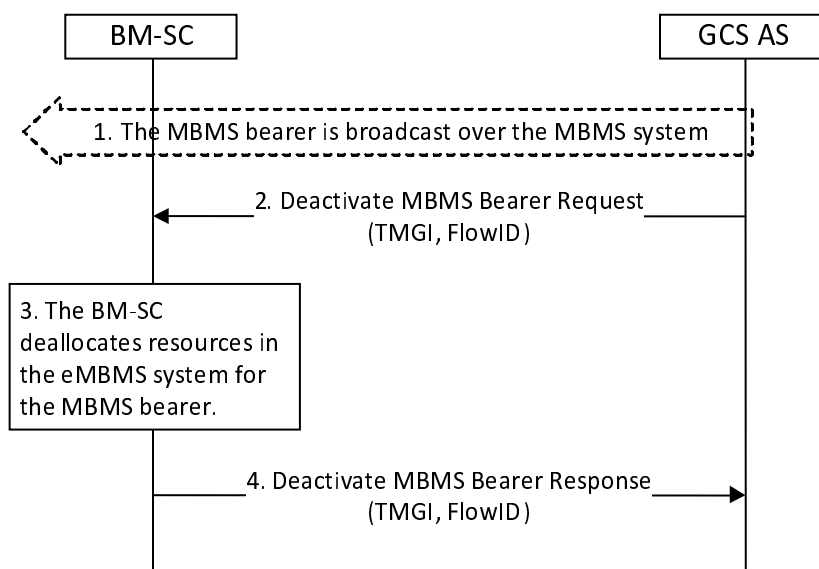 BM-SC
GCS AS
1. The MBMS bearer is broadcast over the MBMS system
2. Deactivate MBMS Bearer Request
(TMGI, FlowID)
3. The BM-SC
deallocates resources in
the eMBMS system for
the MBMS bearer.
4. Deactivate MBMS Bearer Response
(TMGI, FlowID)